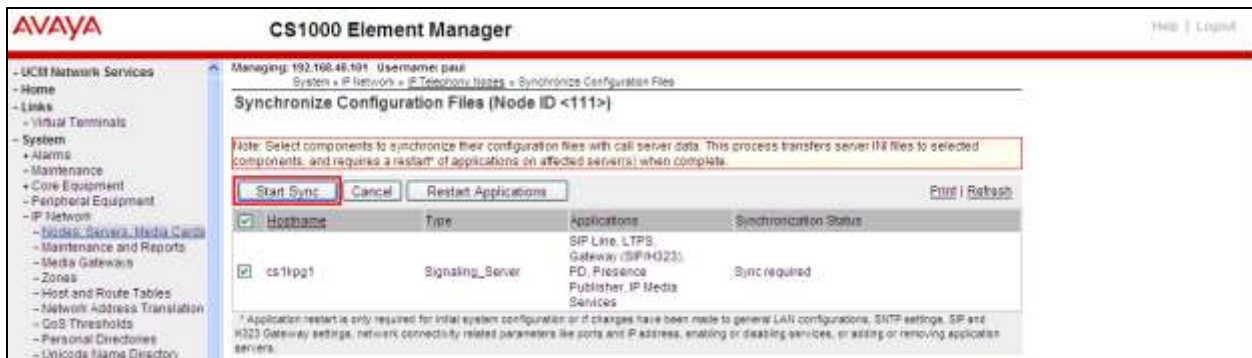 AVAYA
CS1000 Element Manager
Help | Logout
- UCM Network Services
- Home
- Links
- Virtual Terminals
- System
+ Alarms
- Maintenance
+ Core Equipment
- Peripheral Equipment
- IP Network
- Nodes: Servers, Media Cards
- Maintenance and Reports
- Media Gateways
- Zones
- Host and Route Tables
- Network Address Translation
- QoS Thresholds
- Personal Directories
- Unicode Name Directory
Managing: 192.168.48.101 Username: paul
System » IP Network » IP Telephony Nodes » Synchronize Configuration Files
Synchronize Configuration Files (Node ID <111>)
Note: Select components to synchronize their configuration files with call server data. This process transfers server INI files to selected
components, and requires a restart* of applications on affected server(s) when complete.
Start Sync Cancel Restart Applications Print | Refresh
Hostname Type Applications Synchronization Status
cs1kpg1 Signaling_Server SIP Line, LTPS, Gateway (SIP/H323), PD, Presence Publisher, IP Media Services Sync required
* Application restart is only required for initial system configuration or if changes have been made to general LAN configurations, SNTP settings, SIP and
H323 Gateway settings, network connectivity related parameters like ports and IP address, enabling or disabling services, or adding or removing application
servers.